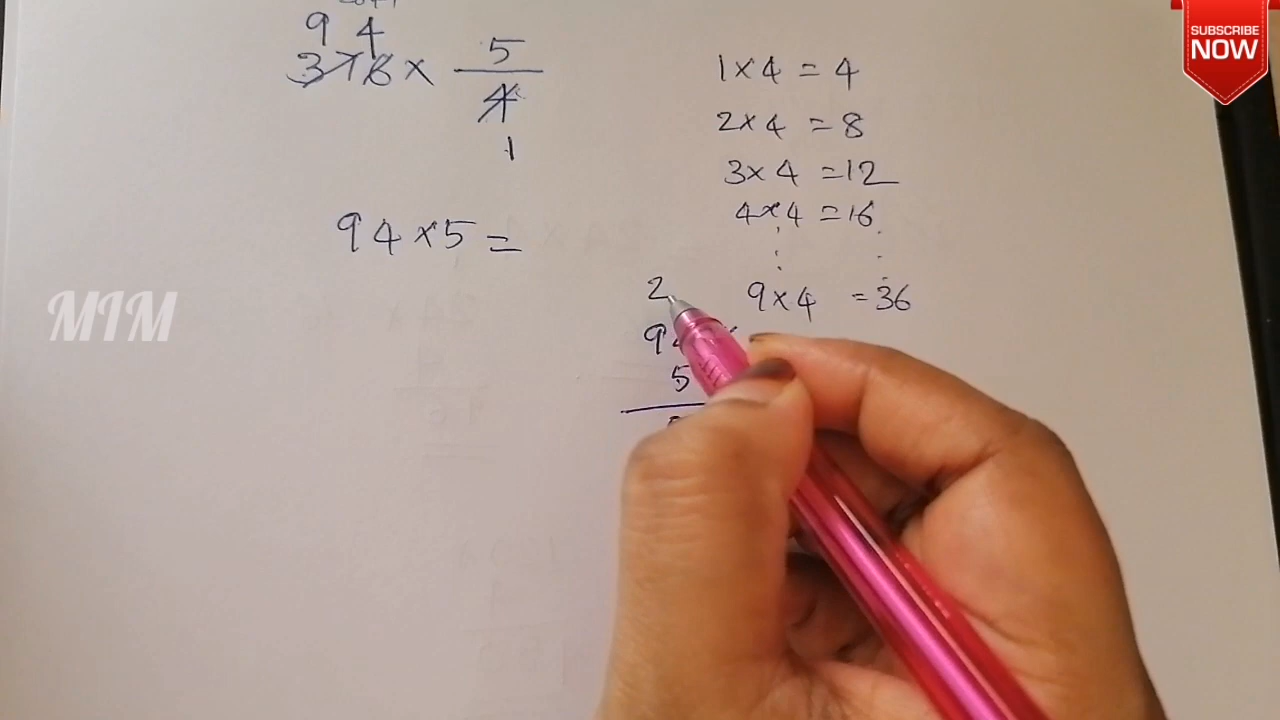 9 4
376 × 5/4
1
94 × 5 =
1 × 4 = 4
2 × 4 = 8
3 × 4 = 12
4 × 4 = 16
9 × 4 = 36
2
9
5
MIM
SUBSCRIBE
NOW